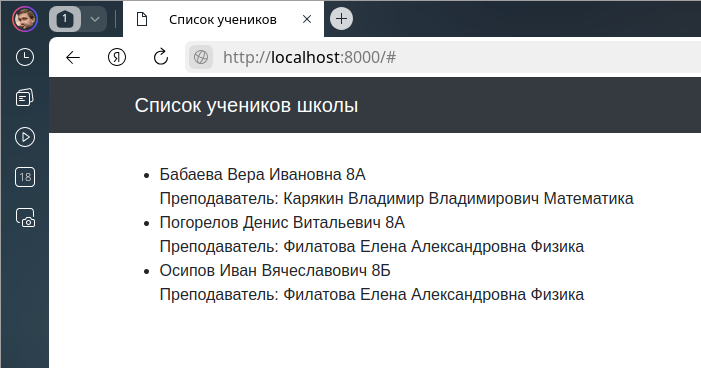 1
Список учеников
Я
http://localhost:8000/#
Список учеников школы
Бабаева Вера Ивановна 8А
Преподаватель: Карякин Владимир Владимирович Математика
Погорелов Денис Витальевич 8А
Преподаватель: Филатова Елена Александровна Физика
18
Осипов Иван Вячеславович 8Б
Преподаватель: Филатова Елена Александровна Физика